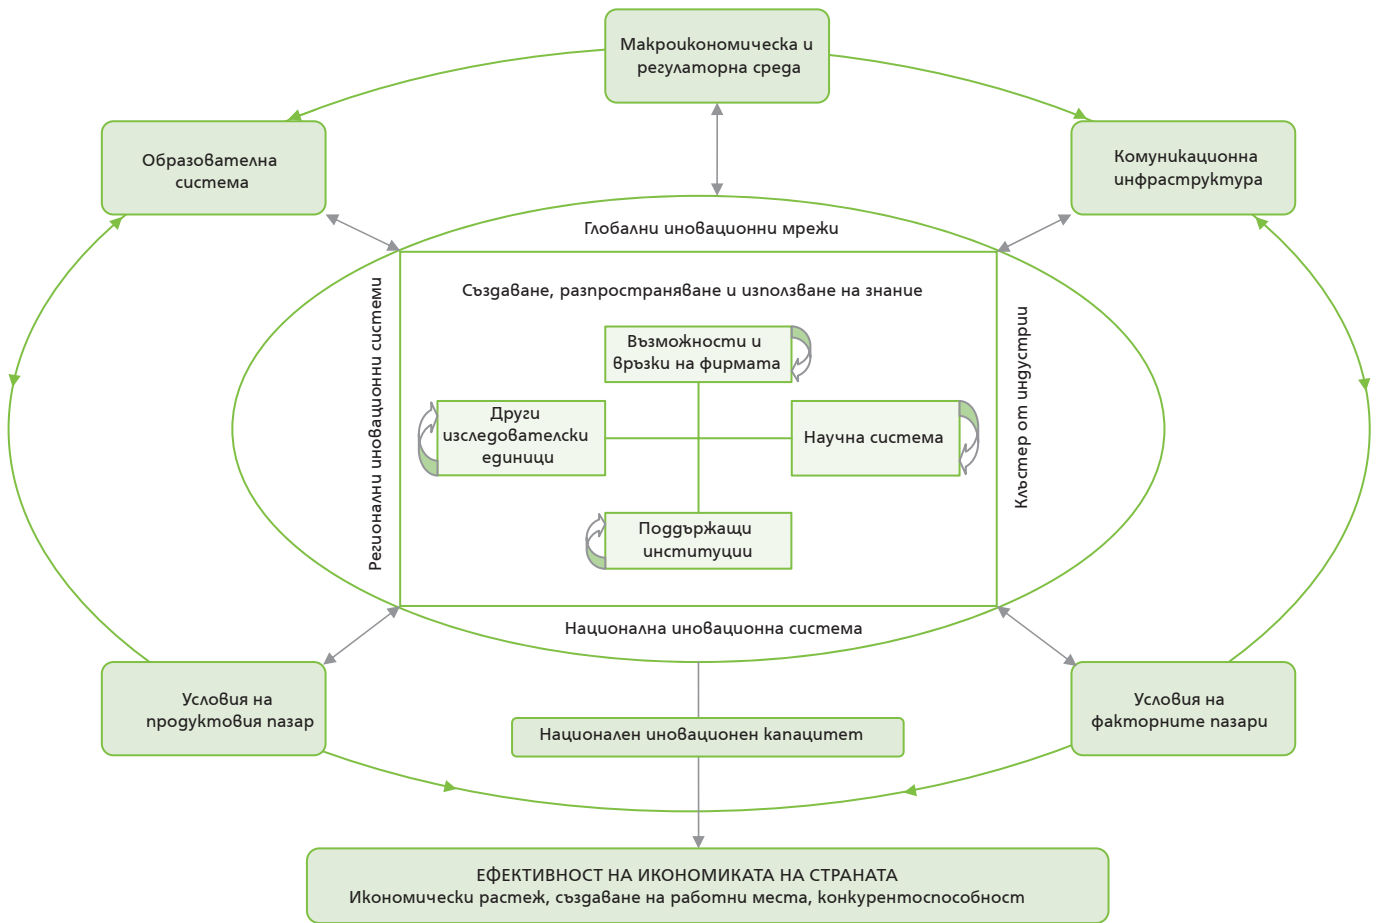 Макроикономическа и
регулаторна среда
Образователна
система
Комуникационна
инфраструктура
Глобални иновационни мрежи
Регионални иновационни системи
Създаване, разпространяване и използване на знание
Възможности и
връзки на фирмата
Други
изследователски
единици
Научна система
Поддържащи
институции
Клъстер от индустрии
Национална иновационна система
Условия на
продуктовия пазар
Национален иновационен капацитет
Условия на
факторните пазари
ЕФЕКТИВНОСТ НА ИКОНОМИКАТА НА СТРАНАТА
Икономически растеж, създаване на работни места, конкурентоспособност